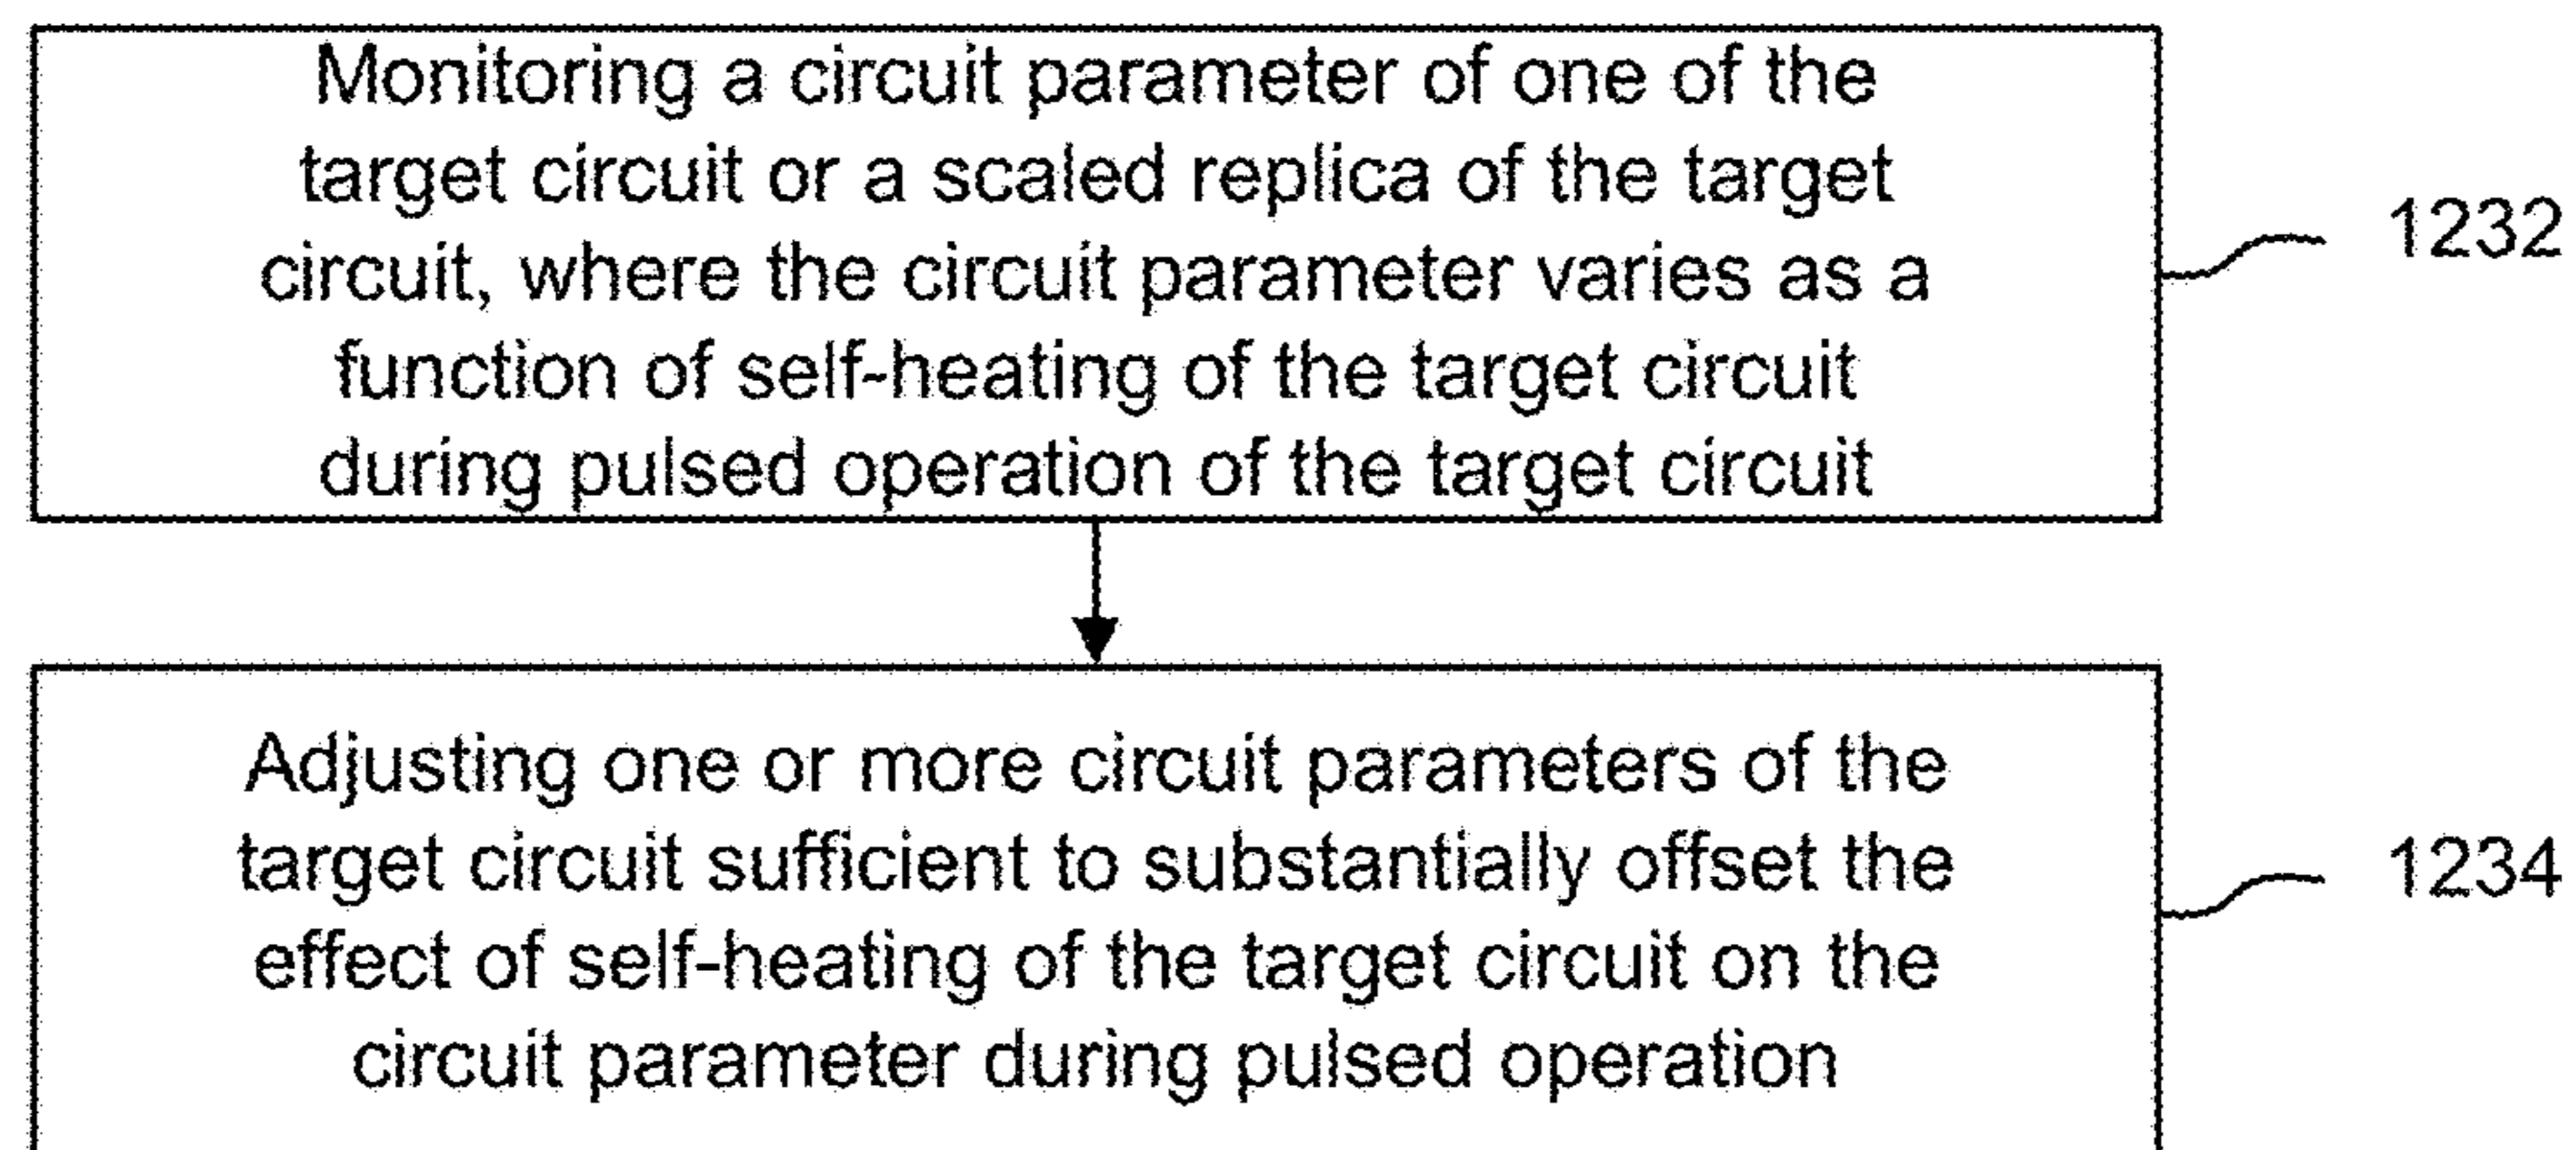 Monitoring a circuit parameter of one of the
target circuit or a scaled replica of the target
circuit, where the circuit parameter varies as a
function of self-heating of the target circuit
during pulsed operation of the target circuit
1232
Adjusting one or more circuit parameters of the
target circuit sufficient to substantially offset the
effect of self-heating of the target circuit on the
circuit parameter during pulsed operation
1234